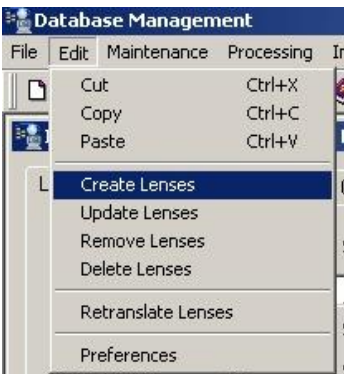 Database Management
File Edit Maintenance Processing
Cut Ctrl+X
Copy Ctrl+C
Paste Ctrl+V
Create Lenses
Update Lenses
Remove Lenses
Delete Lenses
Retranslate Lenses
Preferences